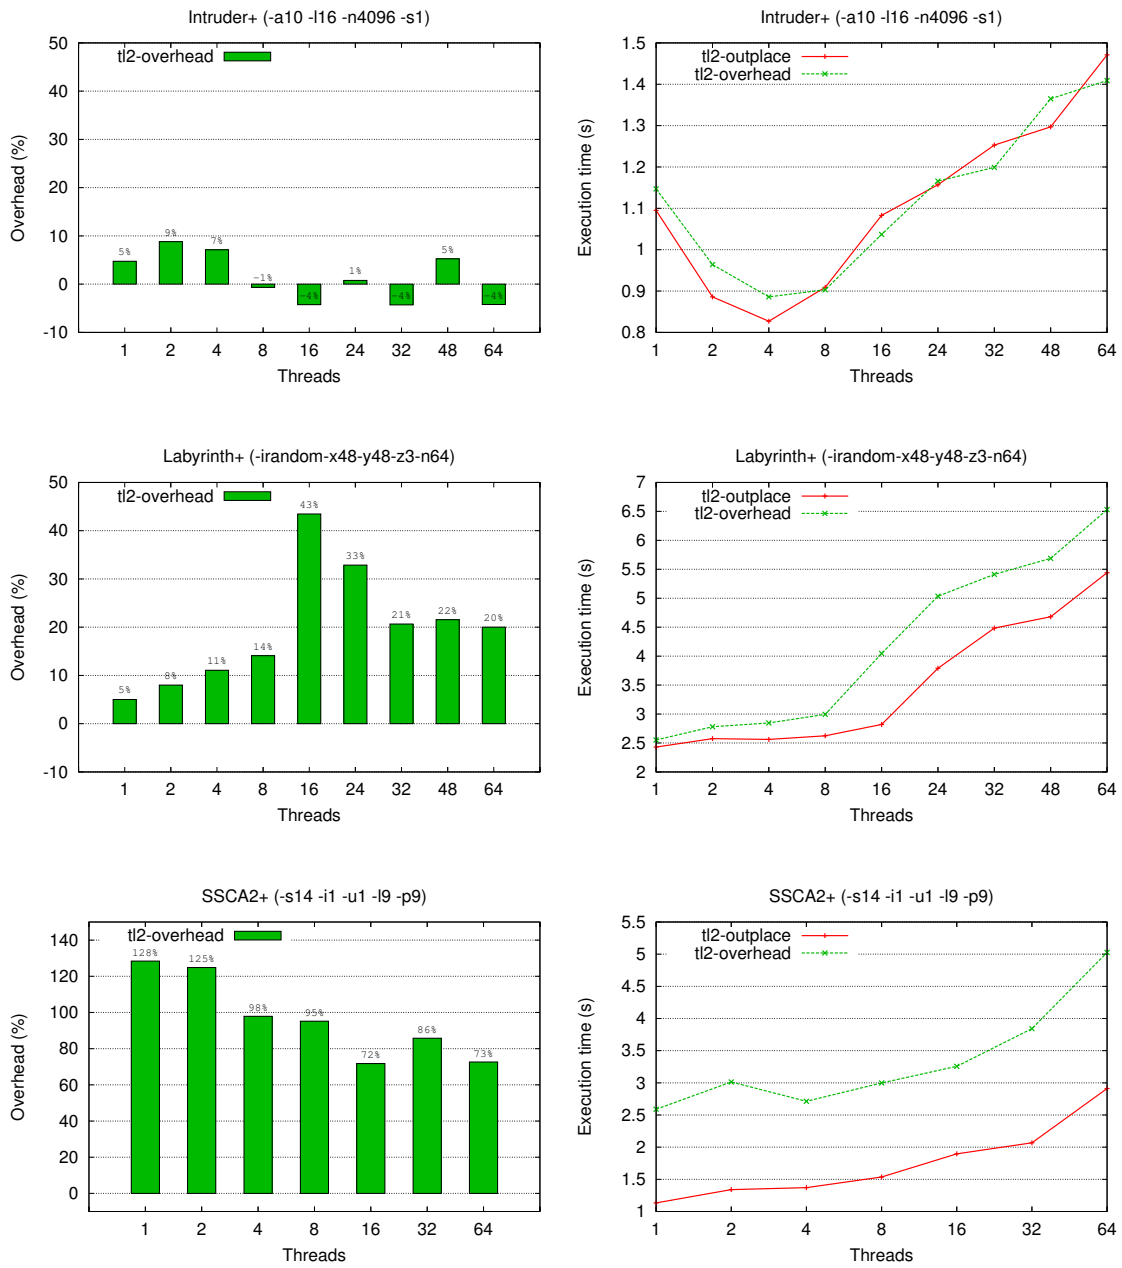 Intruder+ (-a10 -l16 -n4096 -s1)
tl2-overhead
50
40
30
20
10
0
-10
Overhead (%)
5%
9%
7%
−1%
−4%
1%
−4%
5%
−4%
1 2 4 8 16 24 32 48 64
Threads
Intruder+ (-a10 -l16 -n4096 -s1)
tl2-outplace
tl2-overhead
1.5
1.4
1.3
1.2
1.1
1
0.9
0.8
Execution time (s)
1 2 4 8 16 24 32 48 64
Threads
Labyrinth+ (-irandom-x48-y48-z3-n64)
tl2-overhead
50
40
30
20
10
0
-10
Overhead (%)
5%
8%
11%
14%
43%
33%
21%
22%
20%
1 2 4 8 16 24 32 48 64
Threads
Labyrinth+ (-irandom-x48-y48-z3-n64)
tl2-outplace
tl2-overhead
7
6.5
6
5.5
5
4.5
4
3.5
3
2.5
2
Execution time (s)
1 2 4 8 16 24 32 48 64
Threads
SSCA2+ (-s14 -i1 -u1 -l9 -p9)
tl2-overhead
140
120
100
80
60
40
20
0
Overhead (%)
128%
125%
98%
95%
72%
86%
73%
1 2 4 8 16 32 64
Threads
SSCA2+ (-s14 -i1 -u1 -l9 -p9)
tl2-outplace
tl2-overhead
5.5
5
4.5
4
3.5
3
2.5
2
1.5
1
Execution time (s)
1 2 4 8 16 32 64
Threads